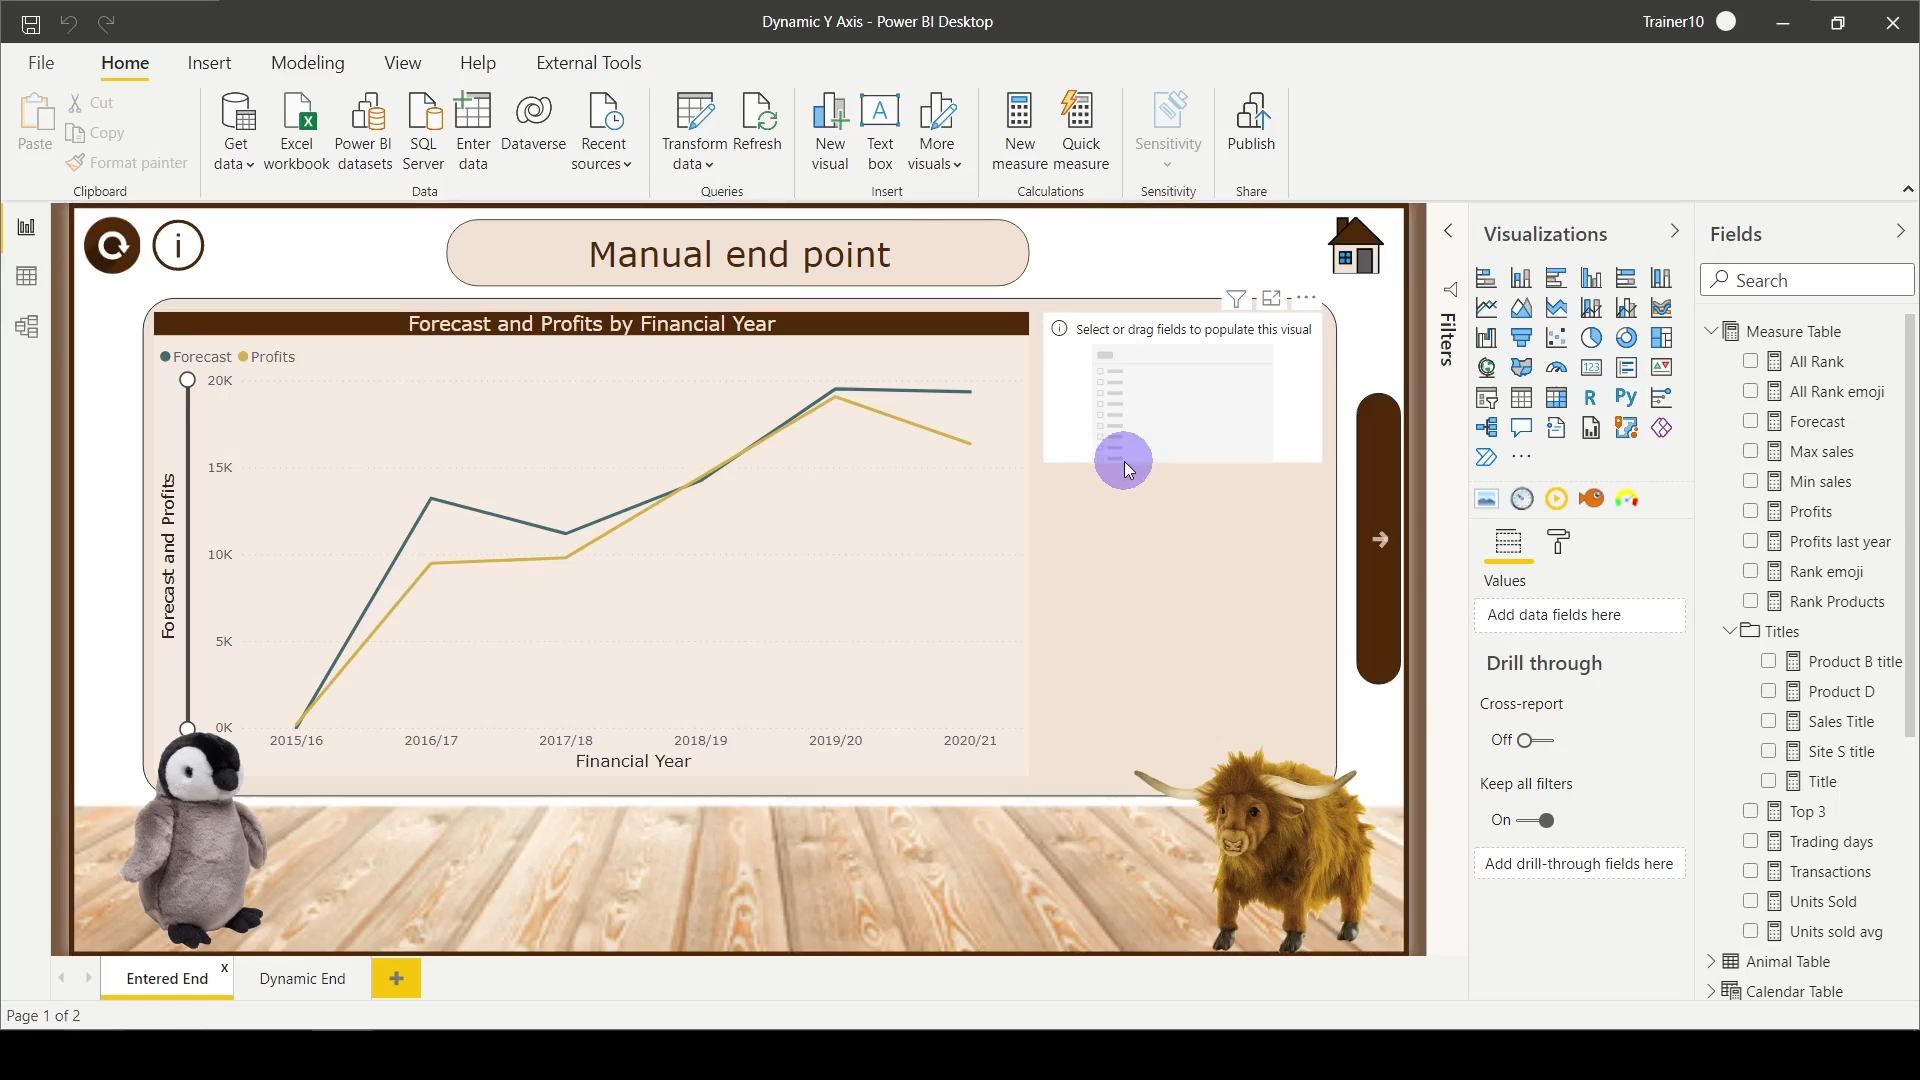 Dynamic Y Axis - Power BI Desktop
Trainer10
File Home Insert Modeling View Help External Tools
Paste
Cut
Copy
Format painter
Clipboard
Get data
Excel workbook
Power BI datasets
SQL Server
Enter data
Dataverse
Recent sources
Data
Transform data
Refresh
Queries
New visual
Text box
More visuals
Insert
New measure
Quick measure
Calculations
Sensitivity
Sensitivity
Publish
Share
i
Manual end point
Forecast and Profits by Financial Year
Forecast Profits
Forecast and Profits
20K
15K
10K
5K
0K
2015/16 2016/17 2017/18 2018/19 2019/20 2020/21
Financial Year
Select or drag fields to populate this visual
Filters
Visualizations
123
R
Py
Values
Add data fields here
Drill through
Cross-report
Off
Keep all filters
On
Add drill-through fields here
Fields
Search
Measure Table
All Rank
All Rank emoji
Forecast
Max sales
Min sales
Profits
Profits last year
Rank emoji
Rank Products
Titles
Product B title
Product D
Sales Title
Site S title
Title
Top 3
Trading days
Transactions
Units Sold
Units sold avg
Animal Table
Calendar Table
Entered End x
Dynamic End
+
Page 1 of 2